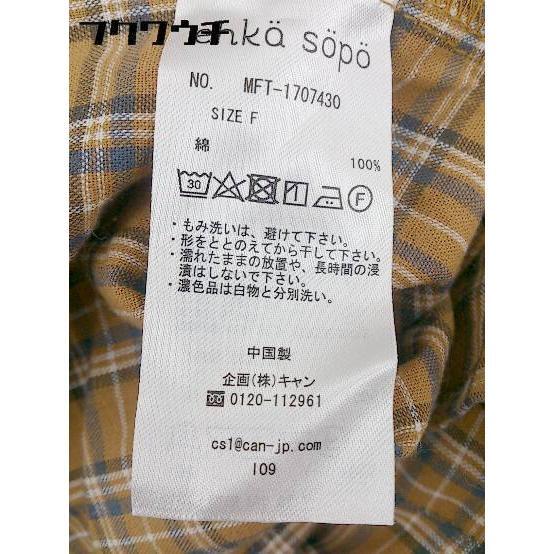 フクワウチ
enkä söpö
NO. MFT-1707430
SIZE F
綿 100%
30 F
・もみ洗いは、避けて下さい。
・形をととのえてから干して下さい。
・濡れたままの放置や、長時間の浸
漬はしないで下さい。
・濃色品は白物と分別洗い。
中国製
企画(株)キャン
0120-112961
cs1@can-jp.com
I09